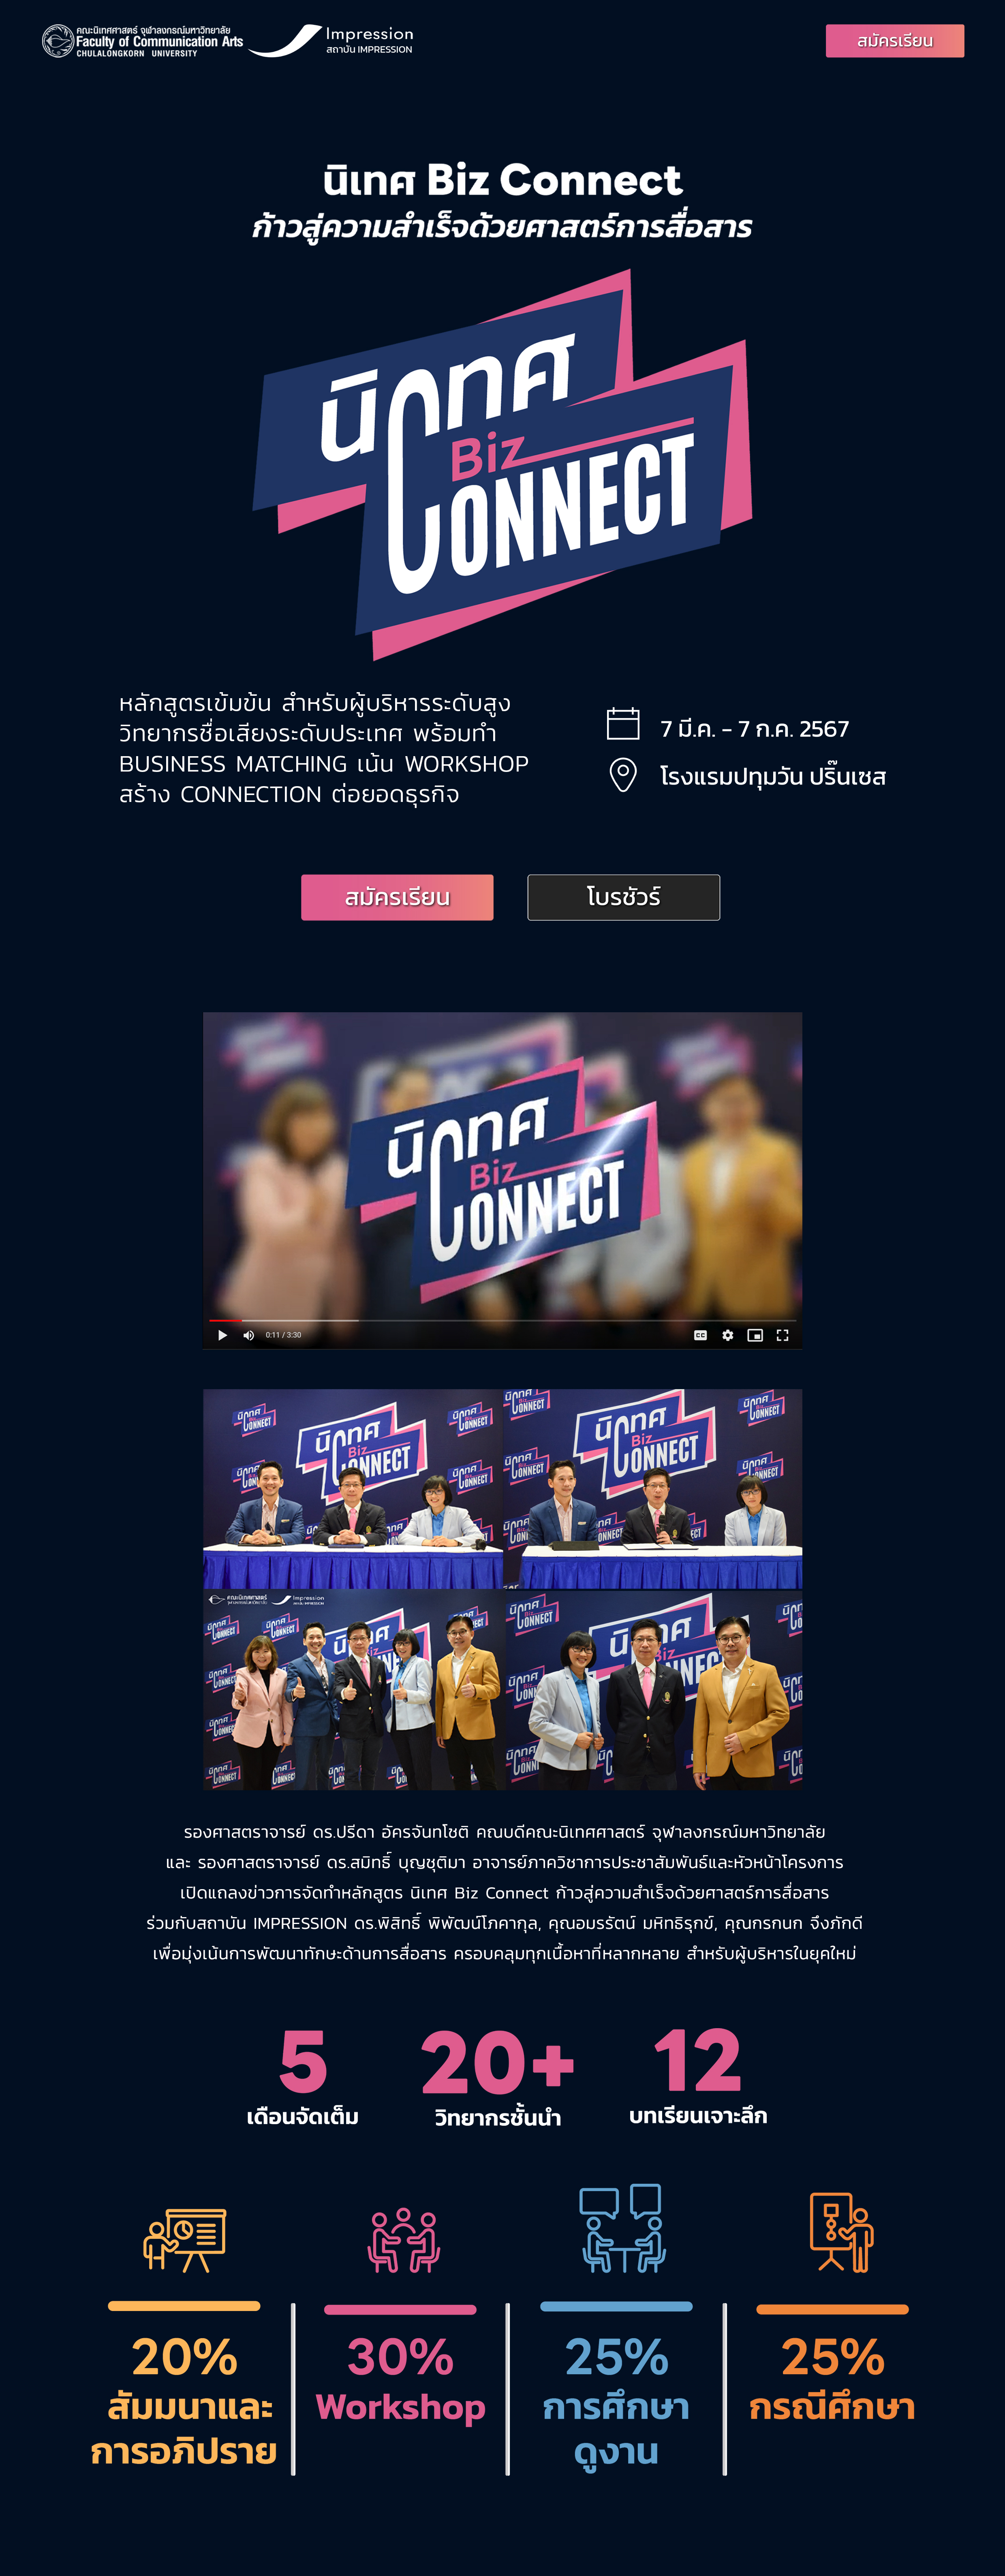 คณะนิเทศศาสตร์ จุฬาลงกรณ์มหาวิทยาลัย
Faculty of Communication Arts
CHULALONGKORN UNIVERSITY
Impression
สถาบัน IMPRESSION
สมัครเรียน
นิเทศ Biz Connect
ก้าวสู่ความสำเร็จด้วยศาสตร์การสื่อสาร
นิเทศ
Biz
CONNECT
หลักสูตรเข้มข้น สำหรับผู้บริหารระดับสูง
วิทยากรชื่อเสียงระดับประเทศ พร้อมทำ
BUSINESS MATCHING เน้น WORKSHOP
สร้าง CONNECTION ต่อยอดธุรกิจ
7 มี.ค. - 7 ก.ค. 2567
โรงแรมปทุมวัน ปริ๊นเซส
สมัครเรียน
โบรชัวร์
นิเทศ
Biz
CONNECT
0:11 / 3:30
นิเทศ
Biz
CONNECT
นิเทศ
Biz
CONNECT
คณะนิเทศศาสตร์
Impression
รองศาสตราจารย์ ดร.ปรีดา อัครจันทโชติ คณบดีคณะนิเทศศาสตร์ จุฬาลงกรณ์มหาวิทยาลัย
และ รองศาสตราจารย์ ดร.สมิทธิ์ บุญชุติมา อาจารย์ภาควิชาการประชาสัมพันธ์และหัวหน้าโครงการ
เปิดแถลงข่าวการจัดทำหลักสูตร นิเทศ Biz Connect ก้าวสู่ความสำเร็จด้วยศาสตร์การสื่อสาร
ร่วมกับสถาบัน IMPRESSION ดร.พิสิทธิ์ พิพัฒน์โภคากุล, คุณอมรรัตน์ มหิทธิรุกข์, คุณกรกนก จึงภักดี
เพื่อมุ่งเน้นการพัฒนาทักษะด้านการสื่อสาร ครอบคลุมทุกเนื้อหาที่หลากหลาย สำหรับผู้บริหารในยุคใหม่
5
เดือนจัดเต็ม
20+
วิทยากรชั้นนำ
12
บทเรียนเจาะลึก
20%
สัมมนาและ
การอภิปราย
30%
Workshop
25%
การศึกษา
ดูงาน
25%
กรณีศึกษา